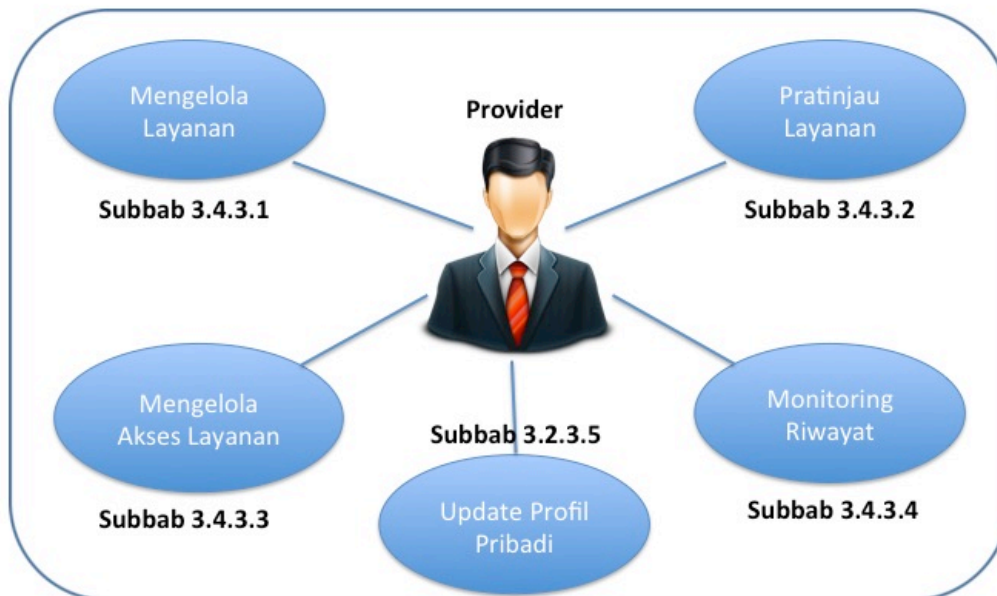 Mengelola
Layanan
Subbab 3.4.3.1
Provider
Pratinjau
Layanan
Subbab 3.4.3.2
Mengelola
Akses Layanan
Subbab 3.4.3.3
Subbab 3.2.3.5
Update Profil
Pribadi
Monitoring
Riwayat
Subbab 3.4.3.4